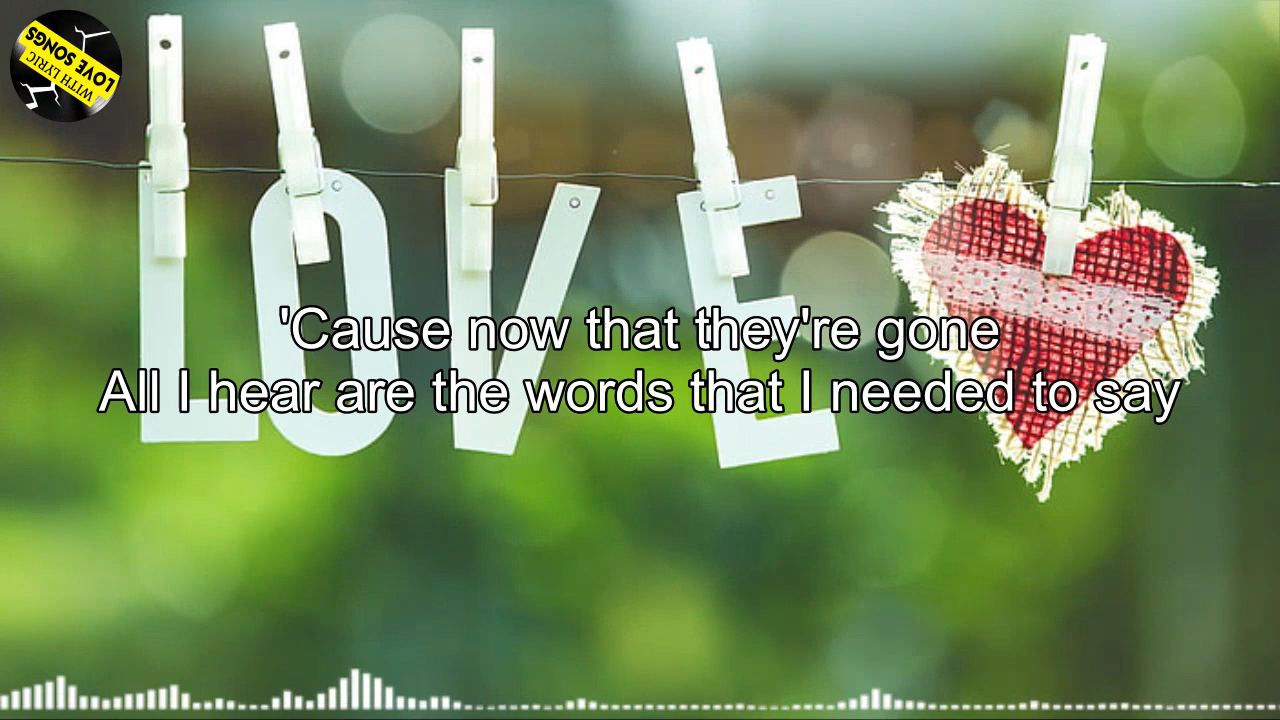 LOVE SONGS
WITH LYRIC
LOVE
'Cause now that they're gone
All I hear are the words that I needed to say